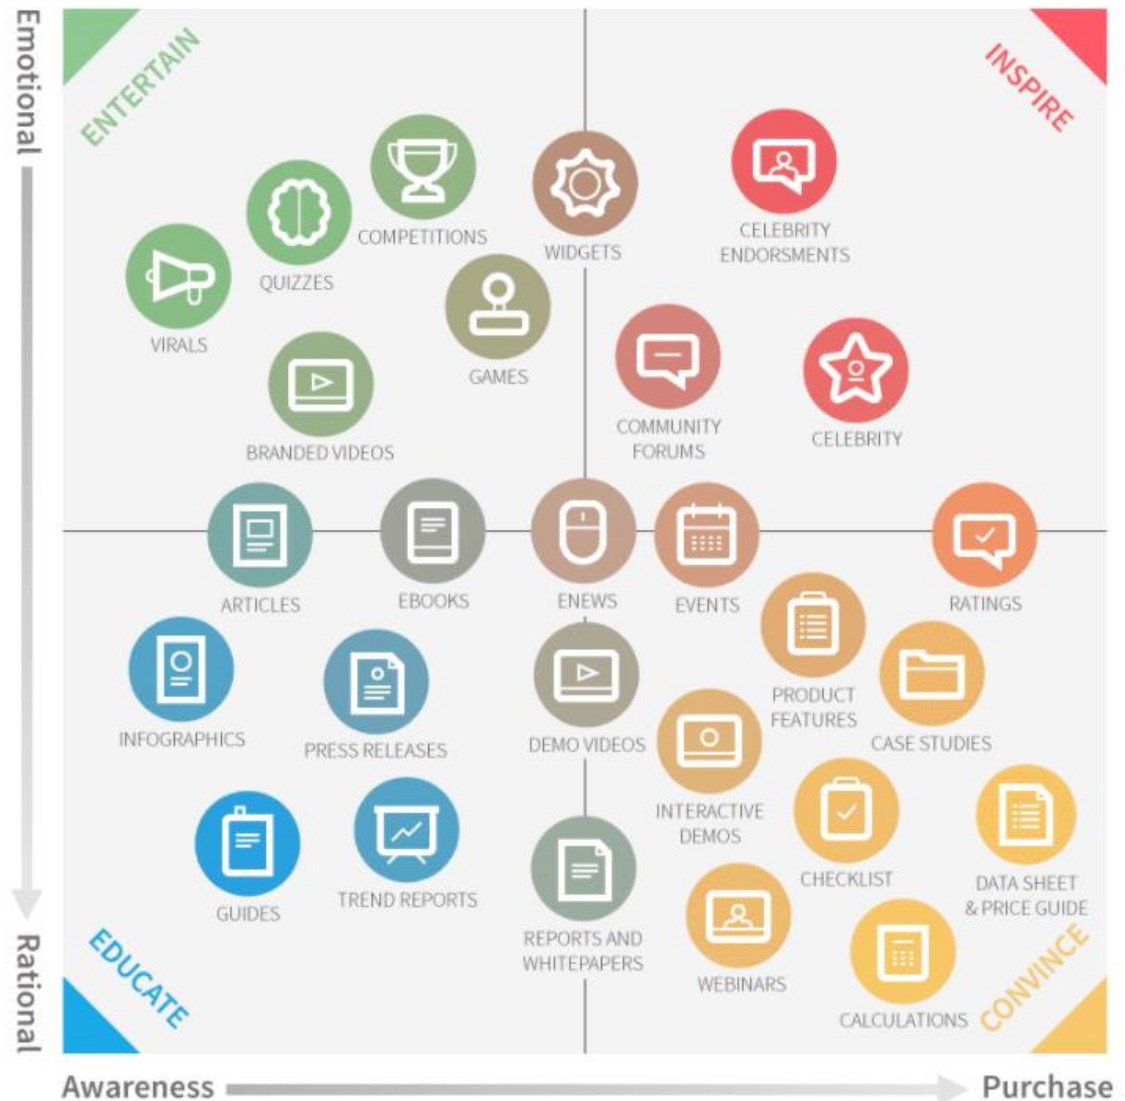 Emotional
ENTERTAIN
INSPIRE
COMPETITIONS
WIDGETS
CELEBRITY
ENDORSMENTS
QUIZZES
VIRALS
GAMES
BRANDED VIDEOS
COMMUNITY
FORUMS
CELEBRITY
ARTICLES
EBOOKS
ENEWS
EVENTS
RATINGS
INFOGRAPHICS
PRESS RELEASES
DEMO VIDEOS
PRODUCT
FEATURES
CASE STUDIES
INTERACTIVE
DEMOS
GUIDES
TREND REPORTS
CHECKLIST
DATA SHEET
& PRICE GUIDE
REPORTS AND
WHITEPAPERS
WEBINARS
CALCULATIONS
Rational
EDUCATE
CONVINCE
Awareness
Purchase